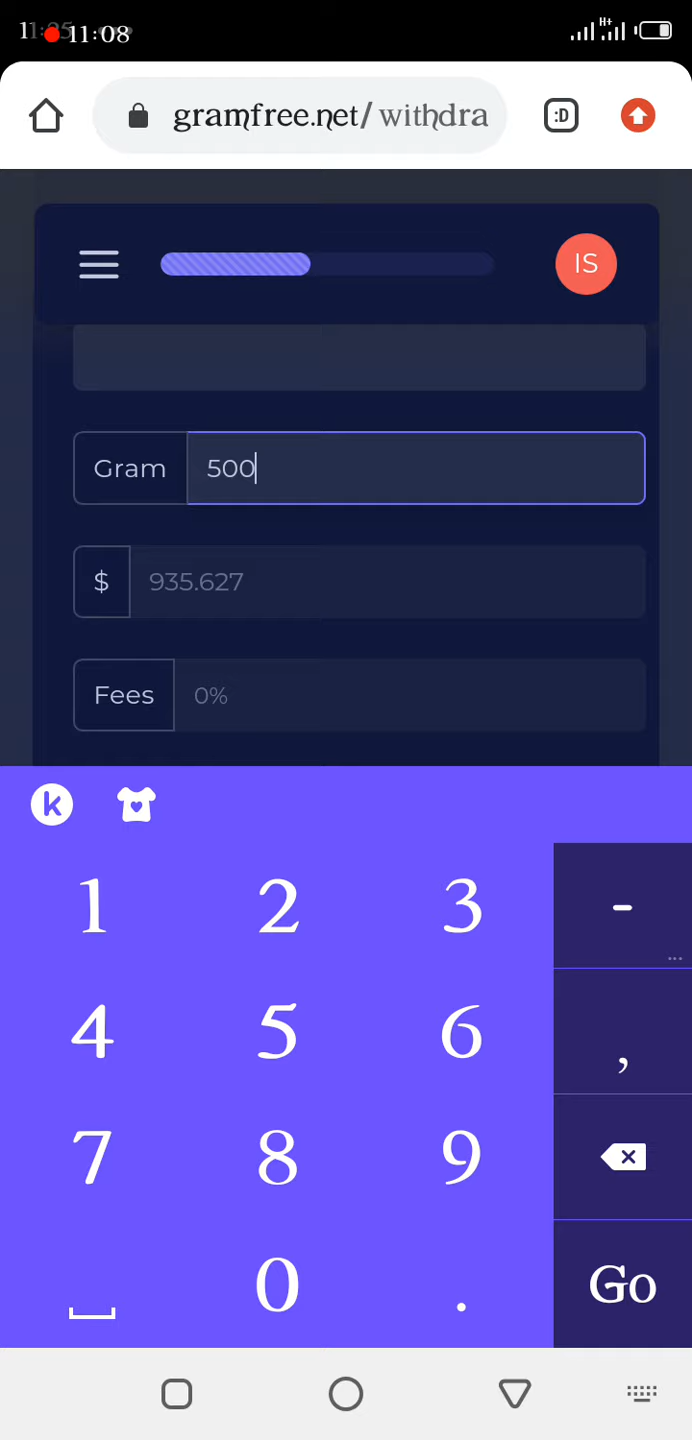 11:08
H+
gramfree.net/withdra
:D
IS
Gram 500
$ 935.627
Fees 0%
k
1 2 3 -
...
4 5 6 ,
7 8 9
0 . Go